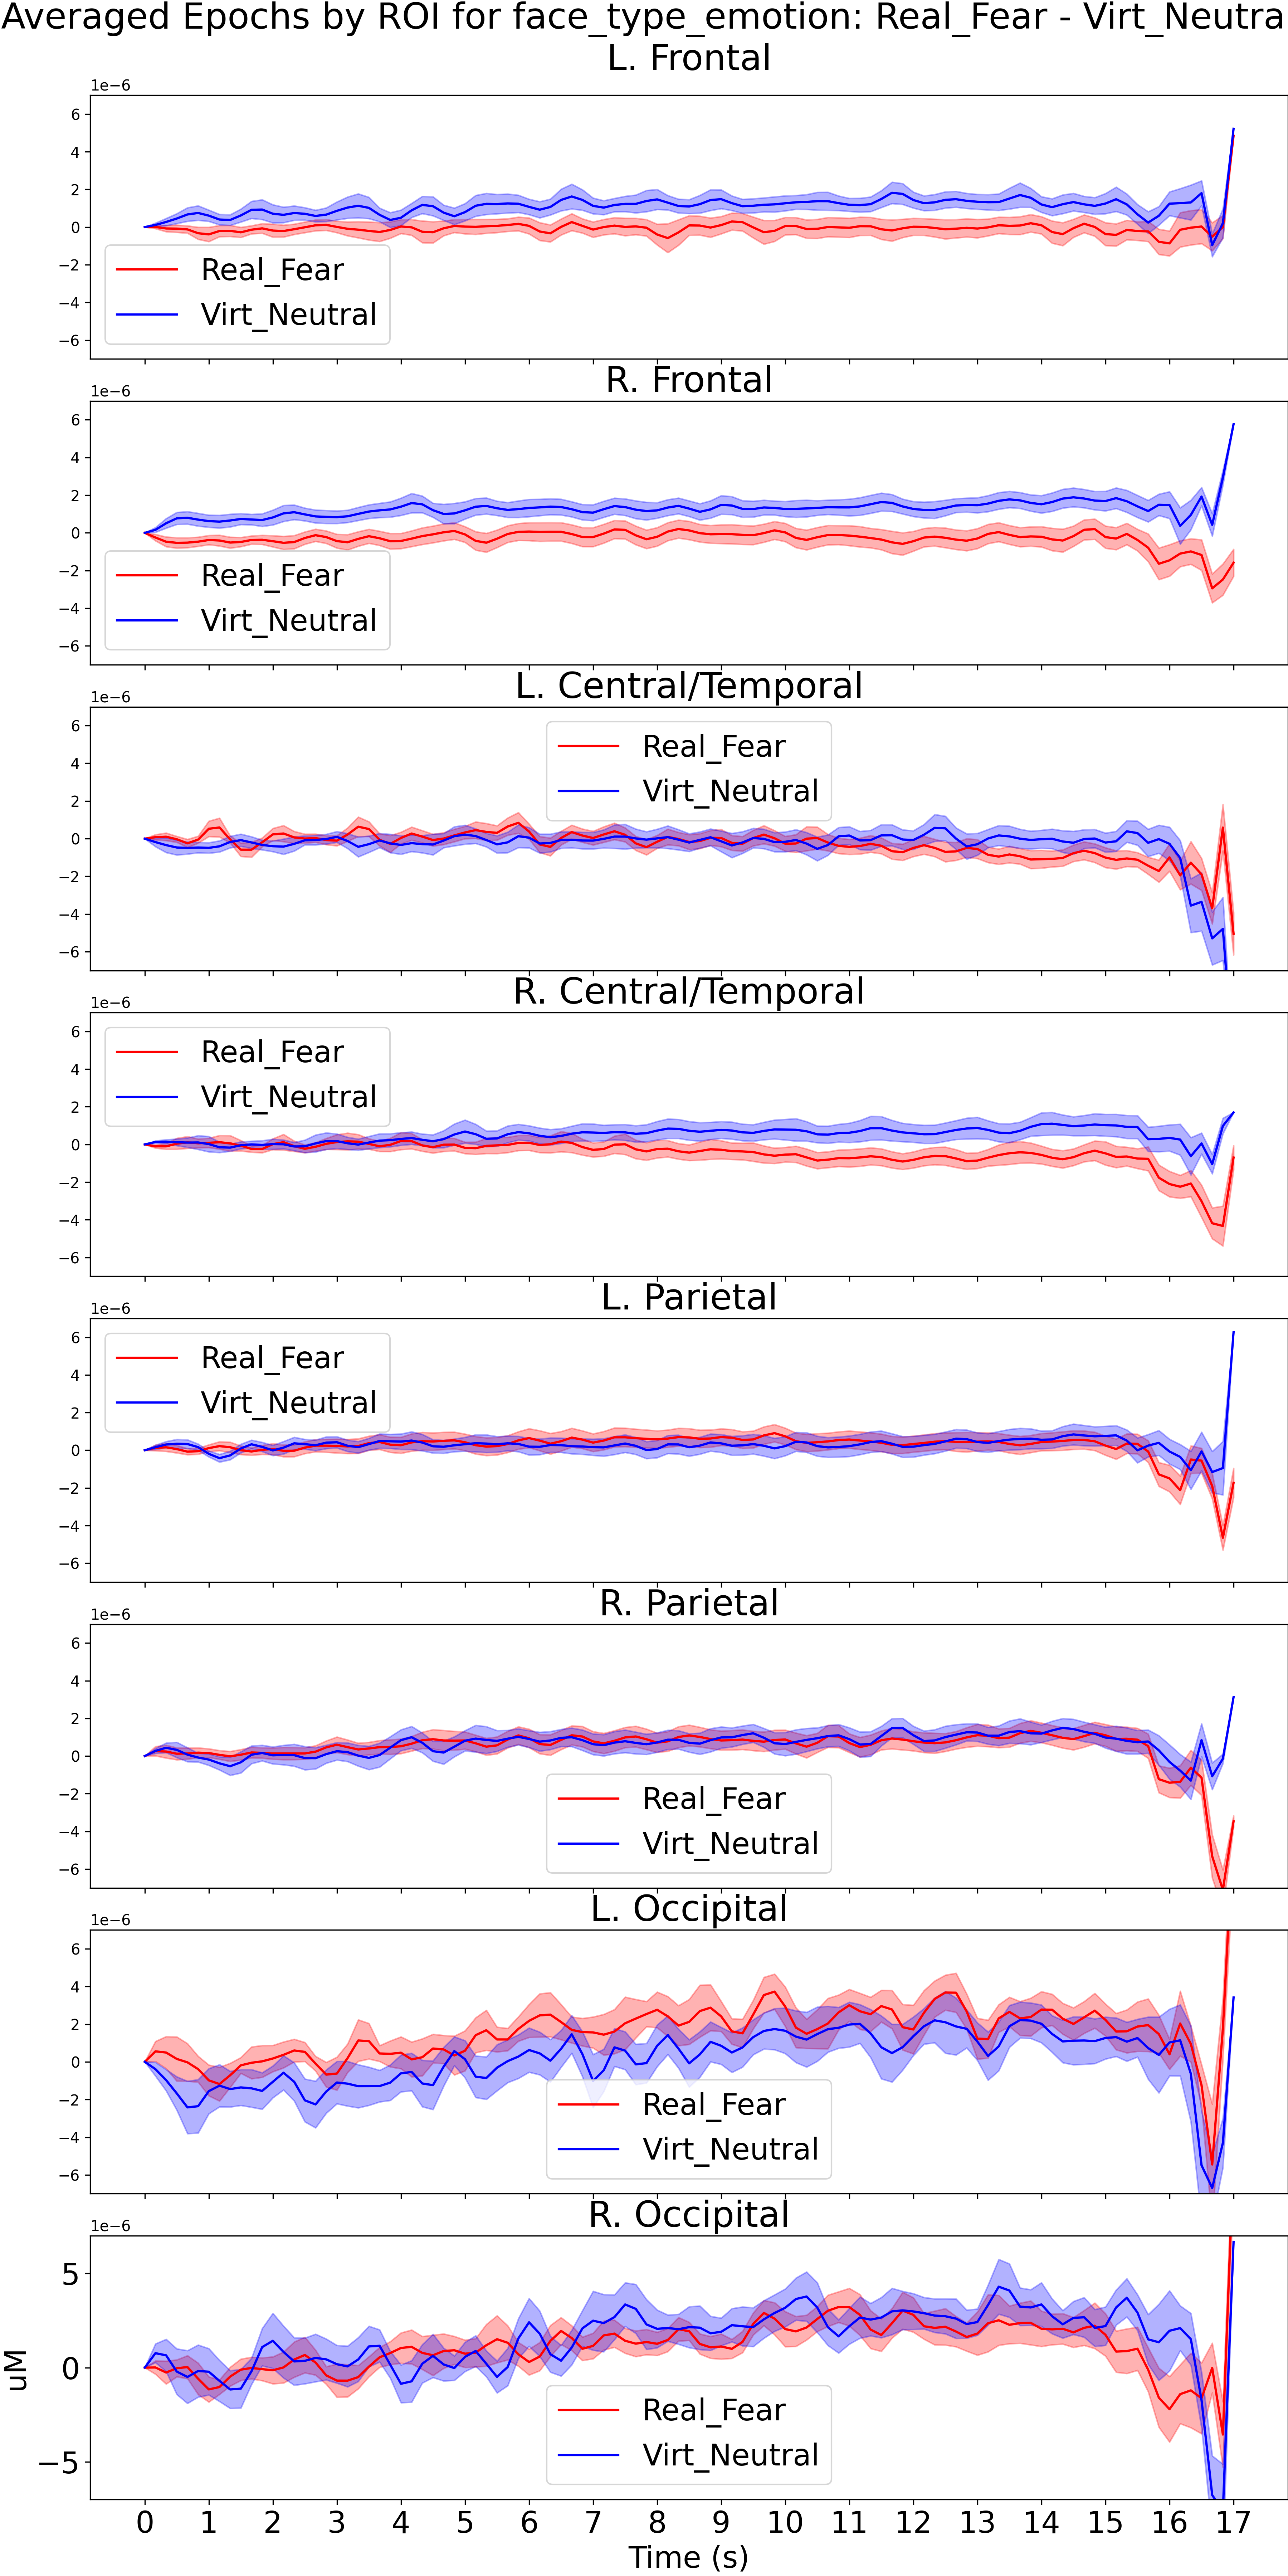 Averaged Epochs by ROI for face_type_emotion: Real_Fear - Virt_Neutra
L. Frontal
1e−6
6
4
2
0
−2
−4
−6
Real_Fear
Virt_Neutral
R. Frontal
1e−6
6
4
2
0
−2
−4
−6
Real_Fear
Virt_Neutral
L. Central/Temporal
1e−6
6
4
2
0
−2
−4
−6
Real_Fear
Virt_Neutral
R. Central/Temporal
1e−6
6
4
2
0
−2
−4
−6
Real_Fear
Virt_Neutral
L. Parietal
1e−6
6
4
2
0
−2
−4
−6
Real_Fear
Virt_Neutral
R. Parietal
1e−6
6
4
2
0
−2
−4
−6
Real_Fear
Virt_Neutral
L. Occipital
1e−6
6
4
2
0
−2
−4
−6
Real_Fear
Virt_Neutral
R. Occipital
1e−6
5
0
−5
uM
Real_Fear
Virt_Neutral
0 1 2 3 4 5 6 7 8 9 10 11 12 13 14 15 16 17
Time (s)